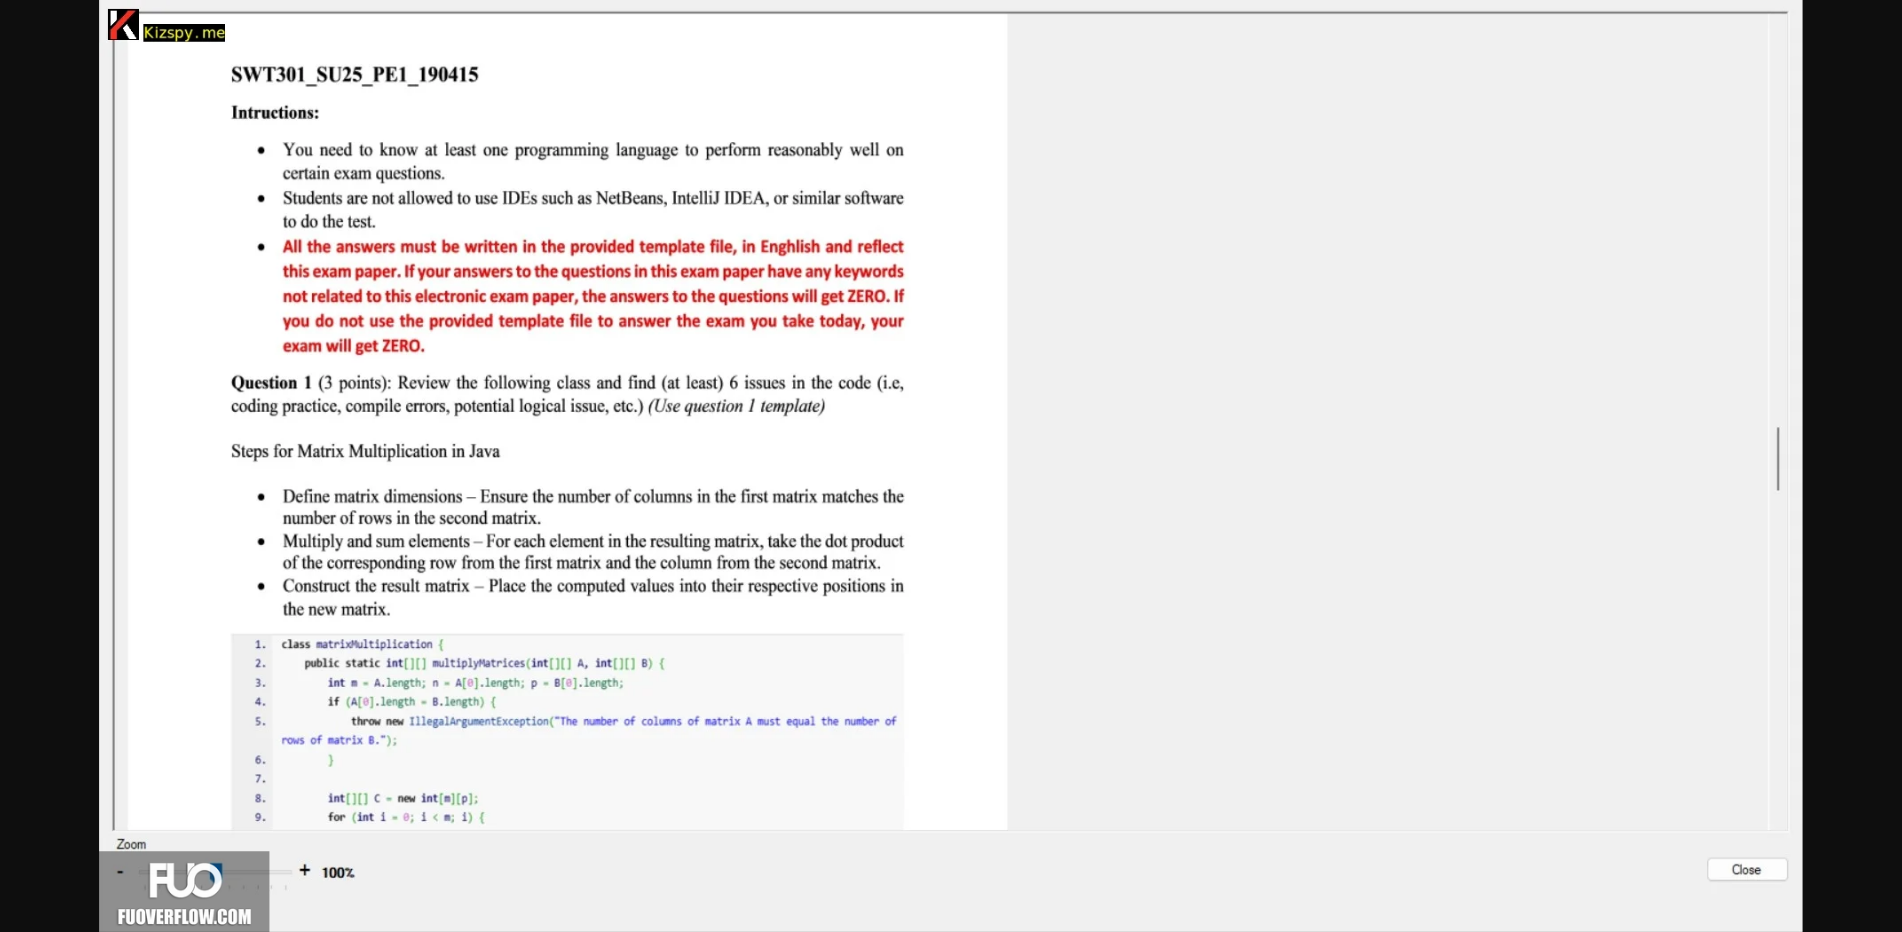 Kizspy.me
SWT301_SU25_PE1_190415
Intructions:
• You need to know at least one programming language to perform reasonably well on
certain exam questions.
• Students are not allowed to use IDEs such as NetBeans, IntelliJ IDEA, or similar software
to do the test.
• All the answers must be written in the provided template file, in Enghlish and reflect
this exam paper. If your answers to the questions in this exam paper have any keywords
not related to this electronic exam paper, the answers to the questions will get ZERO. If
you do not use the provided template file to answer the exam you take today, your
exam will get ZERO.
Question 1 (3 points): Review the following class and find (at least) 6 issues in the code (i.e,
coding practice, compile errors, potential logical issue, etc.) (Use question 1 template)
Steps for Matrix Multiplication in Java
• Define matrix dimensions – Ensure the number of columns in the first matrix matches the
number of rows in the second matrix.
• Multiply and sum elements – For each element in the resulting matrix, take the dot product
of the corresponding row from the first matrix and the column from the second matrix.
• Construct the result matrix – Place the computed values into their respective positions in
the new matrix.
1. class matrixMultiplication {
2. public static int[][] multiplyMatrices(int[][] A, int[][] B) {
3. int m = A.length; n = A[0].length; p = B[0].length;
4. if (A[0].length = B.length) {
5. throw new IllegalArgumentException("The number of columns of matrix A must equal the number of
rows of matrix B.");
6. }
7.
8. int[][] C = new int[m][p];
9. for (int i = 0; i < m; i) {
Zoom
- + 100%
Close
FUO
FUOVERFLOW.COM